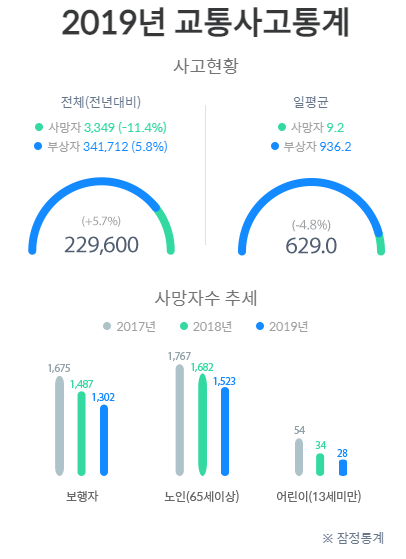 2019년 교통사고통계
사고현황
전체(전년대비)
사망자 3,349 (-11.4%)
부상자 341,712 (5.8%)
(+5.7%)
229,600
일평균
사망자 9.2
부상자 936.2
(-4.8%)
629.0
사망자수 추세
2017년 2018년 2019년
1,675 1,487 1,302
1,767 1,682 1,523
54 34 28
보행자 노인(65세이상) 어린이(13세미만)
※ 잠정통계